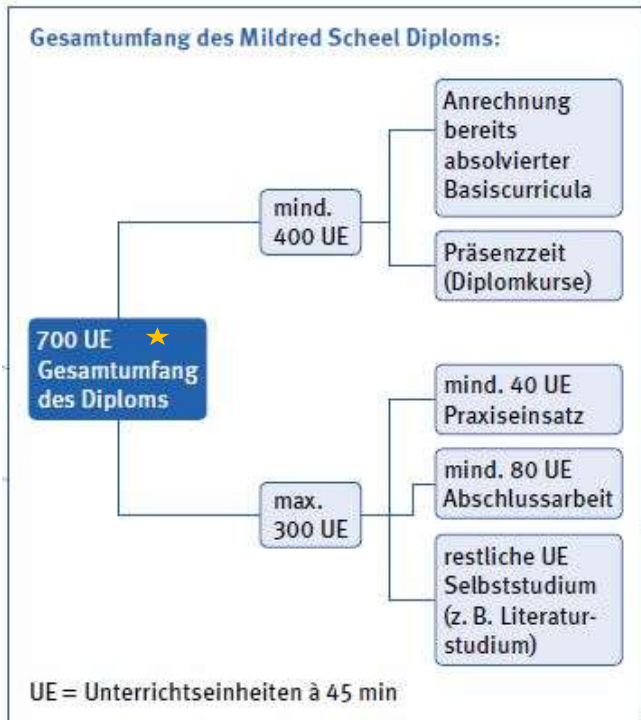 Gesamtumfang des Mildred Scheel Diploms:
Anrechnung
bereits
absolvierter
Basiscurricula
mind.
400 UE
Präsenzzeit
(Diplomkurse)
700 UE
Gesamtumfang
des Diploms
mind. 40 UE
Praxiseinsatz
mind. 80 UE
Abschlussarbeit
max.
300 UE
restliche UE
Selbststudium
(z. B. Literatur-
studium)
UE = Unterrichtseinheiten à 45 min